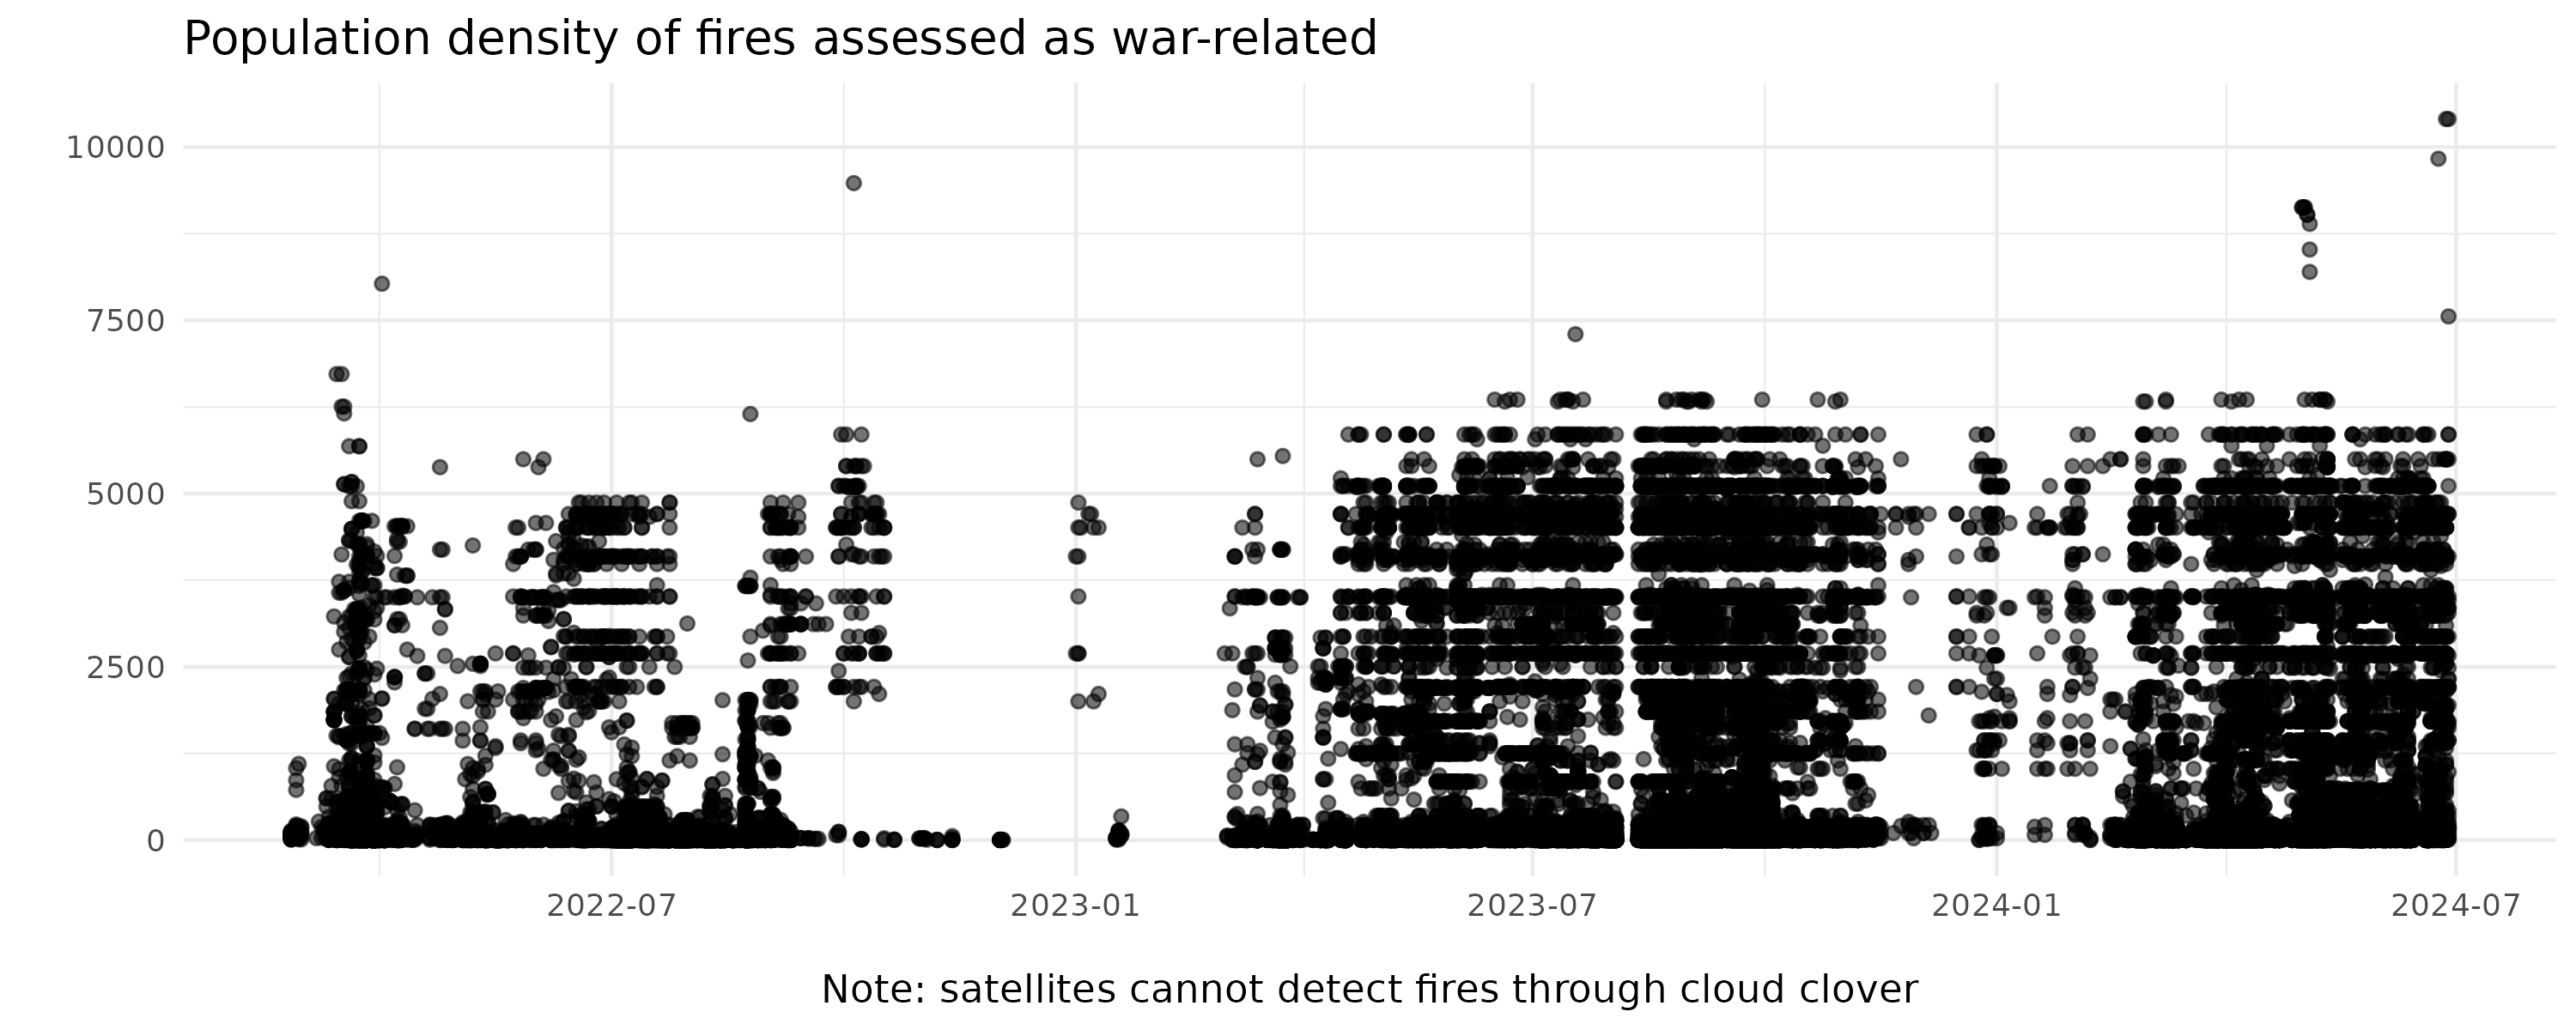 Population density of fires assessed as war-related
10000
7500
5000
2500
0
2022-07 2023-01 2023-07 2024-01 2024-07
Note: satellites cannot detect fires through cloud clover